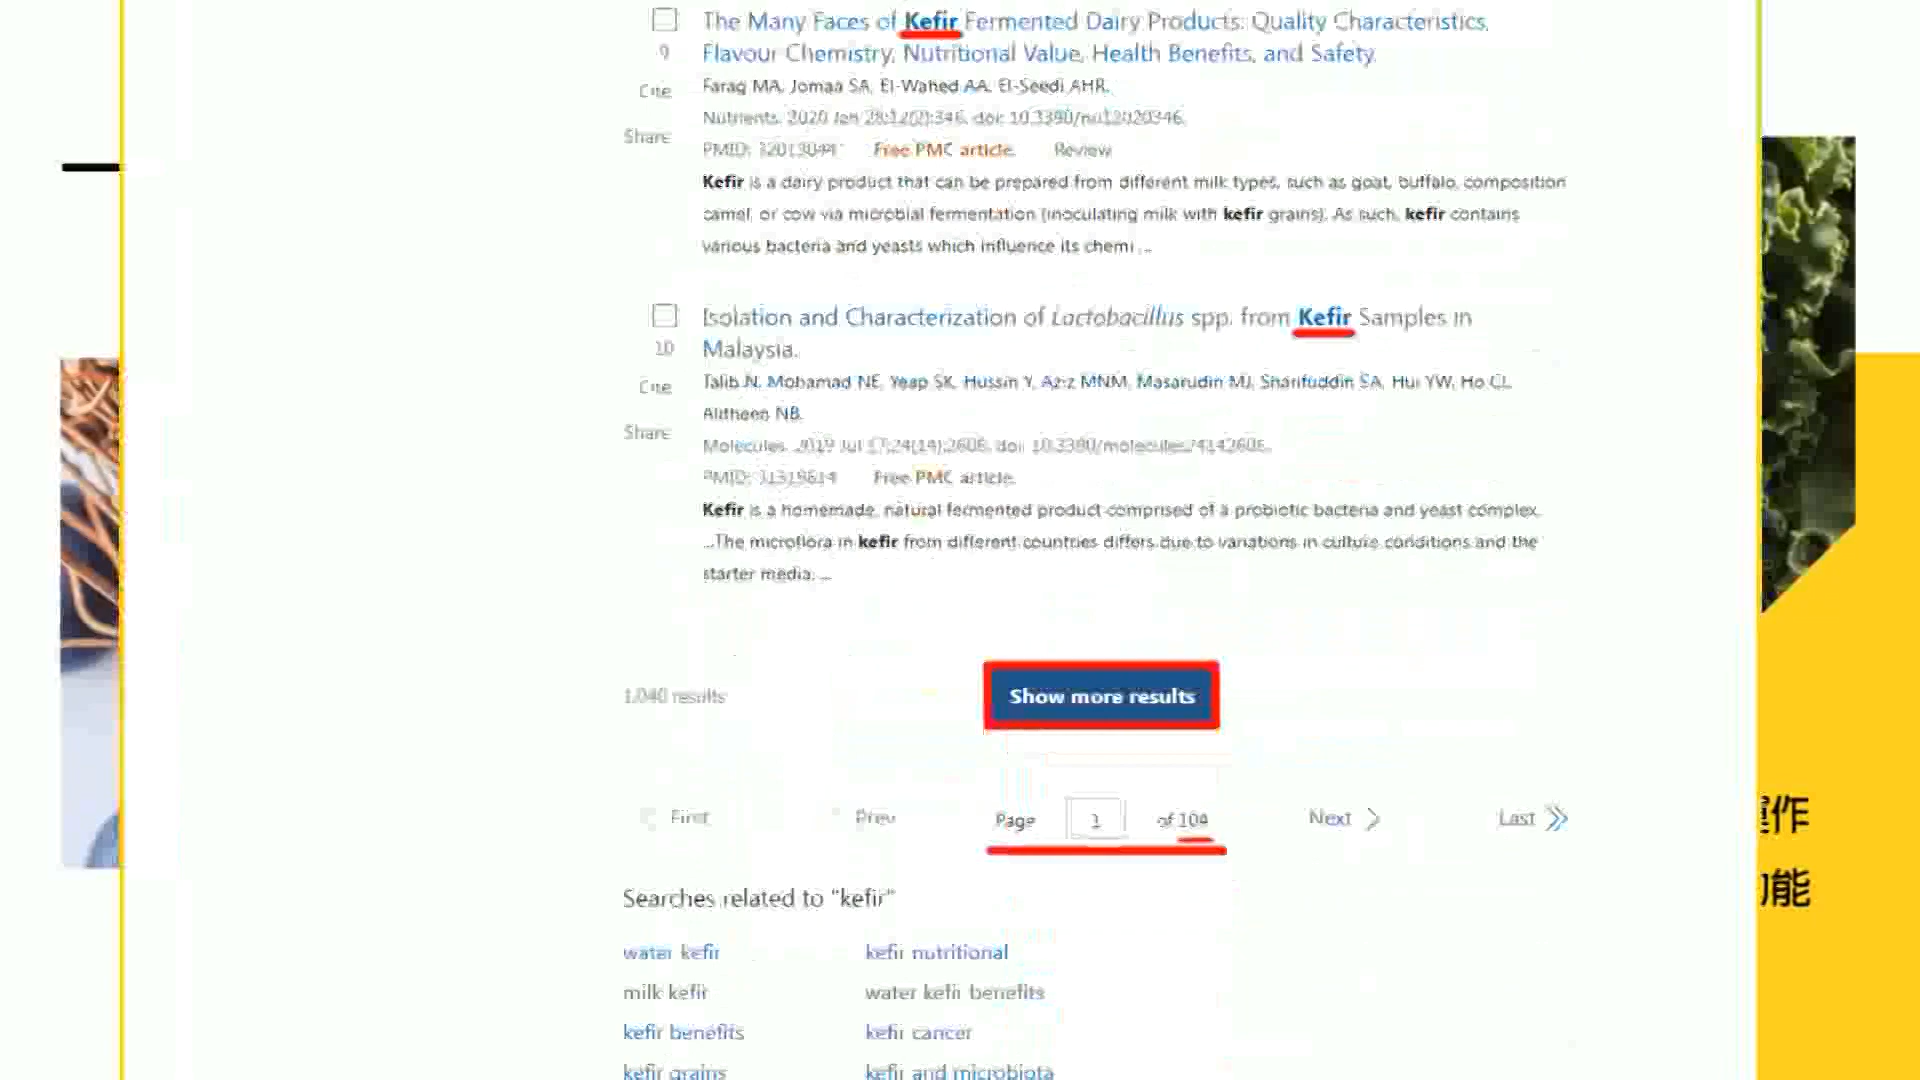 The Many Faces of Kefir Fermented Dairy Products: Quality Characteristics,
9
Flavour Chemistry, Nutritional Value, Health Benefits, and Safety.
Cite
Farag MA, Jomaa SA, El-Wahed AA, El-Seedi AHR.
Nutrients. 2020 Jan 28;12(2):346. doi: 10.3390/nu12020346.
Share
PMID: Free PMC article. Review.
Kefir is a dairy product that can be prepared from different milk types, such as goat, buffalo, composition
camel, or cow via microbial fermentation (inoculating milk with kefir grains). As such, kefir contains
various bacteria and yeasts which influence its chemi ...
Isolation and Characterization of Lactobacillus spp. from Kefir Samples in
10
Malaysia.
Cite
Talib N, Mohamad NE, Yeap SK, Hussin Y, Aziz MNM, Masarudin MJ, Sharifuddin SA, Hui YW, Ho CL,
Alitheen NB.
Share
Molecules. 2019 Jul 17;24(14):2606. doi: 10.3390/molecules24142606.
PMID: Free PMC article.
Kefir is a homemade, natural fermented product comprised of a probiotic bacteria and yeast complex.
...The microflora in kefir from different countries differs due to variations in culture conditions and the
starter media. ...
1,040 results
Show more results
First Prev Page 1 of 104 Next Last
作
能
Searches related to "kefir"
water kefir kefir nutritional
milk kefir water kefir benefits
kefir benefits kefir cancer
kefir grains kefir and microbiota